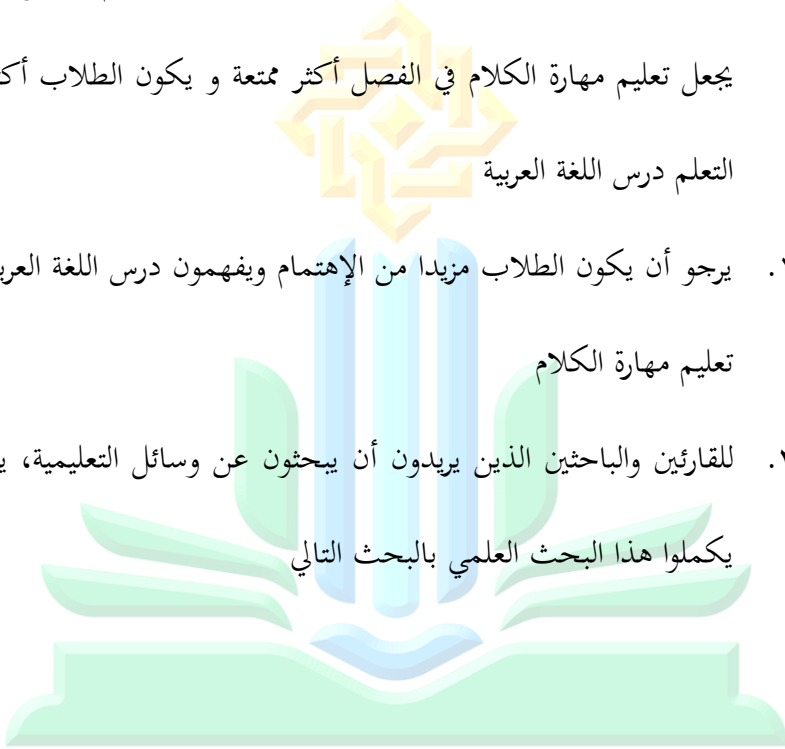 يجعل تعليم مهارة الكلام في الفصل أكثر ممتعة و يكون الطلاب
التعلم درس اللغة العربية
. يرجو أن يكون الطلاب مزيدا من الإهتمام ويفهمون درس اللغة
تعليم مهارة الكلام
. للقارئين والباحثين الذين يريدون أن يبحثون عن وسائل التعليمية،
يكملوا هذا البحث العلمي بالبحث التالي